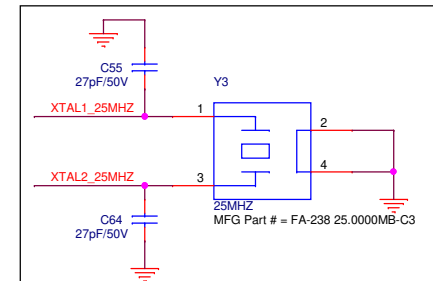 C55
27pF/50V
Y3
XTAL1_25MHZ
1
2
XTAL2_25MHZ
3
4
C64
27pF/50V
25MHZ
MFG Part # = FA-238 25.0000MB-C3